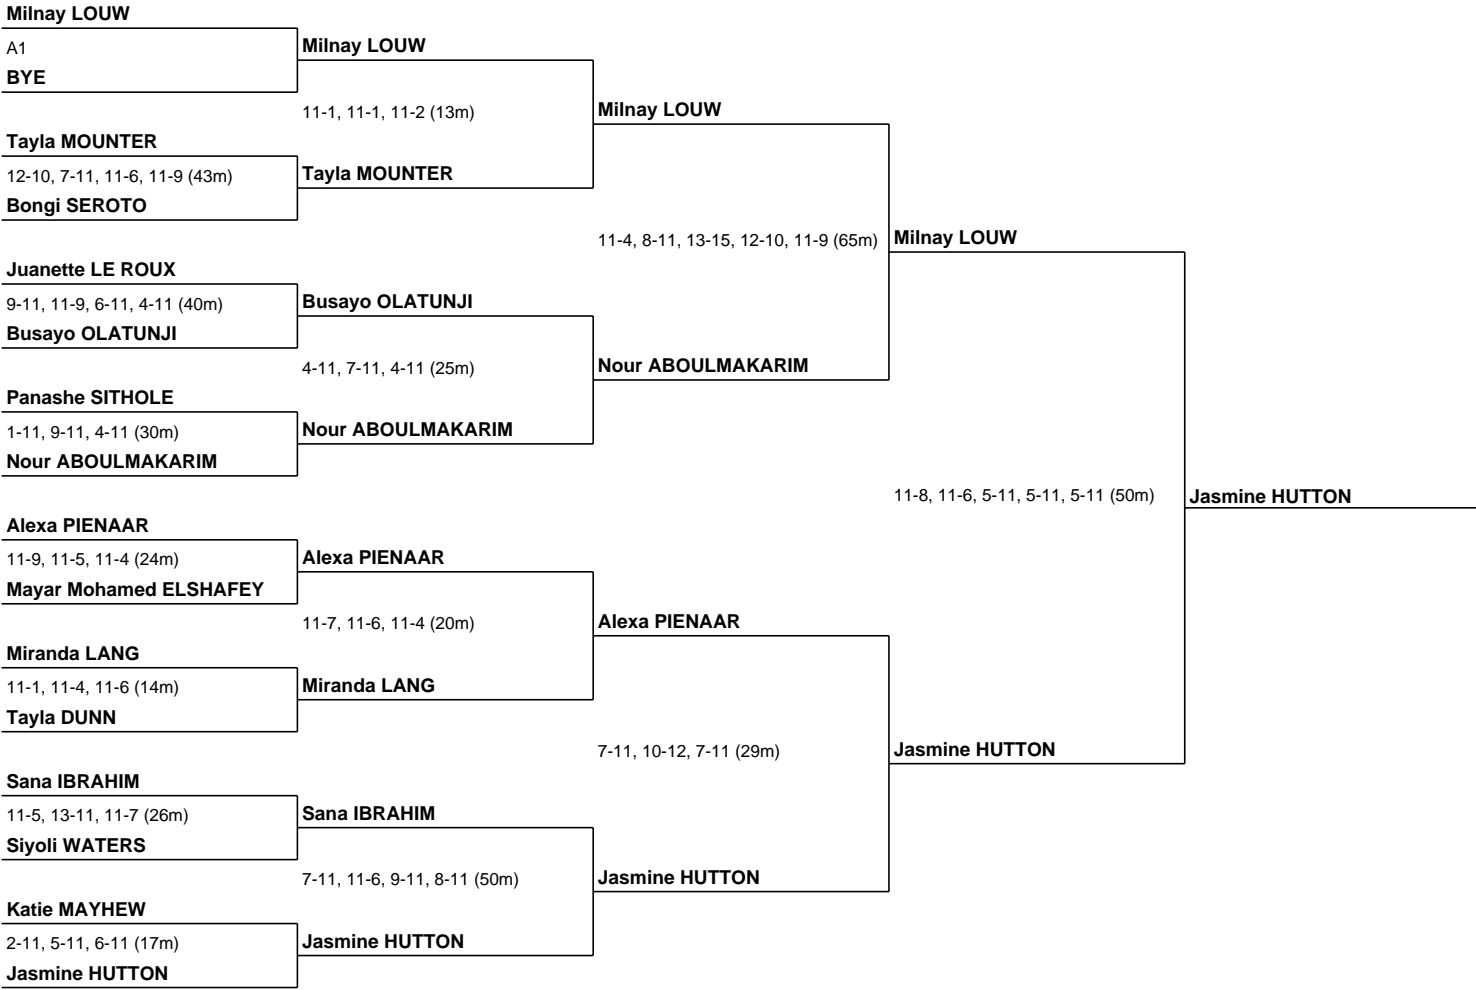 Milnay LOUW
A1
BYE
Tayla MOUNTER
12-10, 7-11, 11-6, 11-9 (43m)
Bongi SEROTO
Juanette LE ROUX
9-11, 11-9, 6-11, 4-11 (40m)
Busayo OLATUNJI
Panashe SITHOLE
1-11, 9-11, 4-11 (30m)
Nour ABOULMAKARIM
Alexa PIENAAR
11-9, 11-5, 11-4 (24m)
Mayar Mohamed ELSHAFEY
Miranda LANG
11-1, 11-4, 11-6 (14m)
Tayla DUNN
Sana IBRAHIM
11-5, 13-11, 11-7 (26m)
Siyoli WATERS
Katie MAYHEW
2-11, 5-11, 6-11 (17m)
Jasmine HUTTON
Milnay LOUW
11-1, 11-1, 11-2 (13m)
Tayla MOUNTER
Busayo OLATUNJI
4-11, 7-11, 4-11 (25m)
Nour ABOULMAKARIM
Alexa PIENAAR
11-7, 11-6, 11-4 (20m)
Miranda LANG
Sana IBRAHIM
7-11, 11-6, 9-11, 8-11 (50m)
Jasmine HUTTON
Milnay LOUW
11-4, 8-11, 13-15, 12-10, 11-9 (65m)
Nour ABOULMAKARIM
Alexa PIENAAR
7-11, 10-12, 7-11 (29m)
Jasmine HUTTON
Milnay LOUW
11-8, 11-6, 5-11, 5-11, 5-11 (50m)
Jasmine HUTTON
Jasmine HUTTON